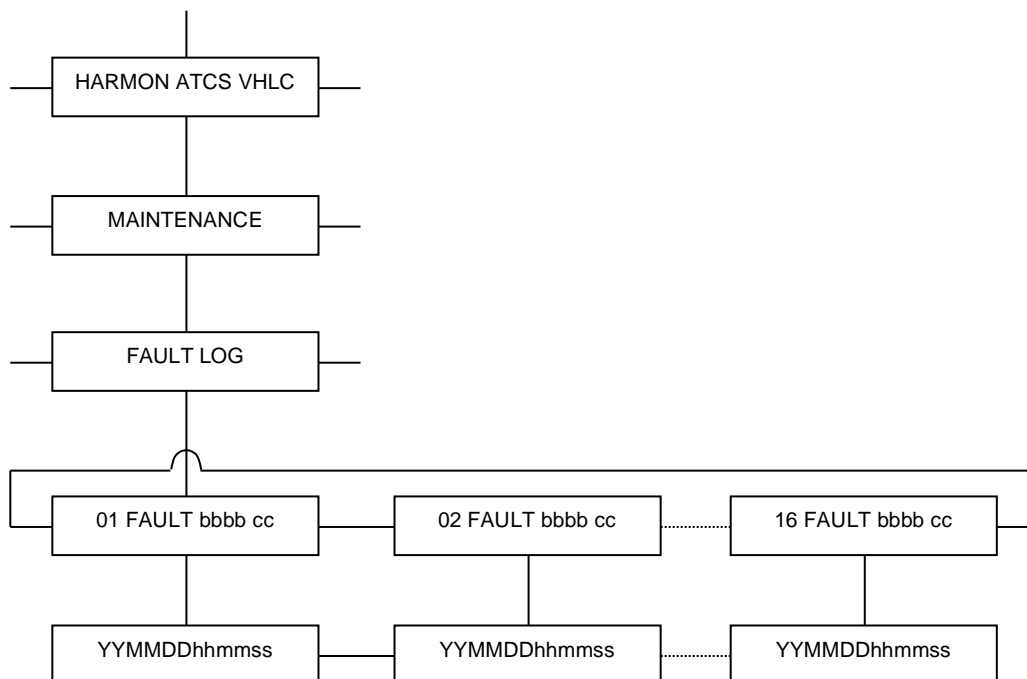 HARMON ATCS VHLC
MAINTENANCE
FAULT LOG
01 FAULT bbbb cc
02 FAULT bbbb cc
16 FAULT bbbb cc
YYMMDDhhmmss
YYMMDDhhmmss
YYMMDDhhmmss